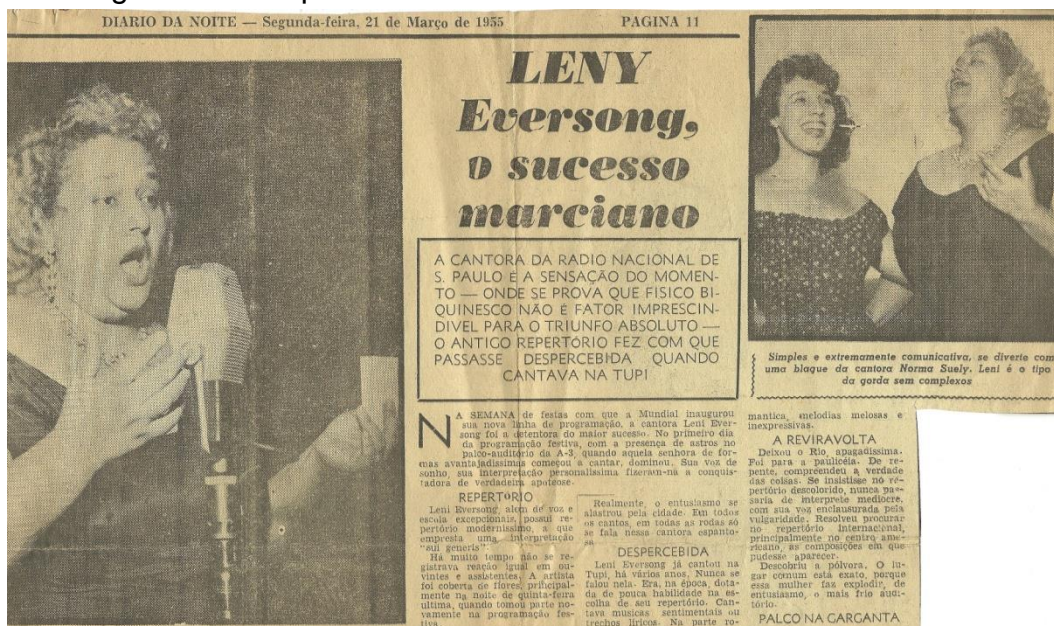 DIARIO DA NOITE — Segunda-feira, 21 de Março de 1955
PAGINA 11
LENY
Eversong,
o sucesso
marciano
A CANTORA DA RADIO NACIONAL DE
S. PAULO É A SENSAÇÃO DO MOMEN-
TO — ONDE SE PROVA QUE FISICO BI-
QUINESCO NÃO É FATOR IMPRESCIN-
DIVEL PARA O TRIUNFO ABSOLUTO —
O ANTIGO REPERTÓRIO FEZ COM QUE
PASSASSE DESPERCEBIDA QUANDO
CANTAVA NA TUPI
Simples e extremamente comunicativa, se diverte com
uma blague da cantora Norma Suely. Leni é o tipo
da gorda sem complexos
NA SEMANA de festas com que a Mundial inaugurou
sua nova linha de programação, a cantora Leni Ever-
song foi a detentora do maior sucesso. No primeiro dia
da programação festiva, com a presença de astros no
palco-auditório da A-3, quando aquela senhora de for-
mas avantajadissimas começou a cantar, dominou. Sua voz de
sonho, sua interpretação personalissima fizeram-na a conquis-
tadora de verdadeira apoteose.
REPERTORIO
Leni Eversong, alem de voz e
escola excepcionais, possui re-
pertório modernissimo, a que
empresta uma interpretação
"sui generis".
Há muito tempo não se re-
gistrava reação igual em ou-
vintes e assistentes. A artista
foi coberta de flores, principal-
mente na noite de quinta-feira
ultima, quando tomou parte no-
vamente na programação fes-
tiva
Realmente, o entusiasmo se
alastrou pela cidade. Em todos
os cantos, em todas as rodas só
se fala nessa cantora espanto-
sa
DESPERCEBIDA
Leni Eversong já cantou na
Tupi, há vários anos. Nunca se
falou nela. Era, na época, dota-
da de pouca habilidade na es-
colha de seu repertório. Can-
tava musicas sentimentais ou
trechos liricos. Na parte ro-
mantica, melodias melosas e
inexpressivas.
A REVIRAVOLTA
Deixou o Rio, apagadissima.
Foi para a paulicéia. De re-
pente, compreendeu a verdade
das coisas. Se insistisse no re-
pertório descolorido, nunca pas-
saria de interprete mediocre,
com sua voz enclausurada pela
vulgaridade. Resolveu procurar
no repertório internacional,
principalmente no centro ame-
ricano, as composições em que
pudesse aparecer.
Descobriu a pólvora. O lu-
gar comum está exato, porque
essa mulher faz explodir, de
entusiasmo, o mais frio audi-
tório.
PALCO NA GARGANTA